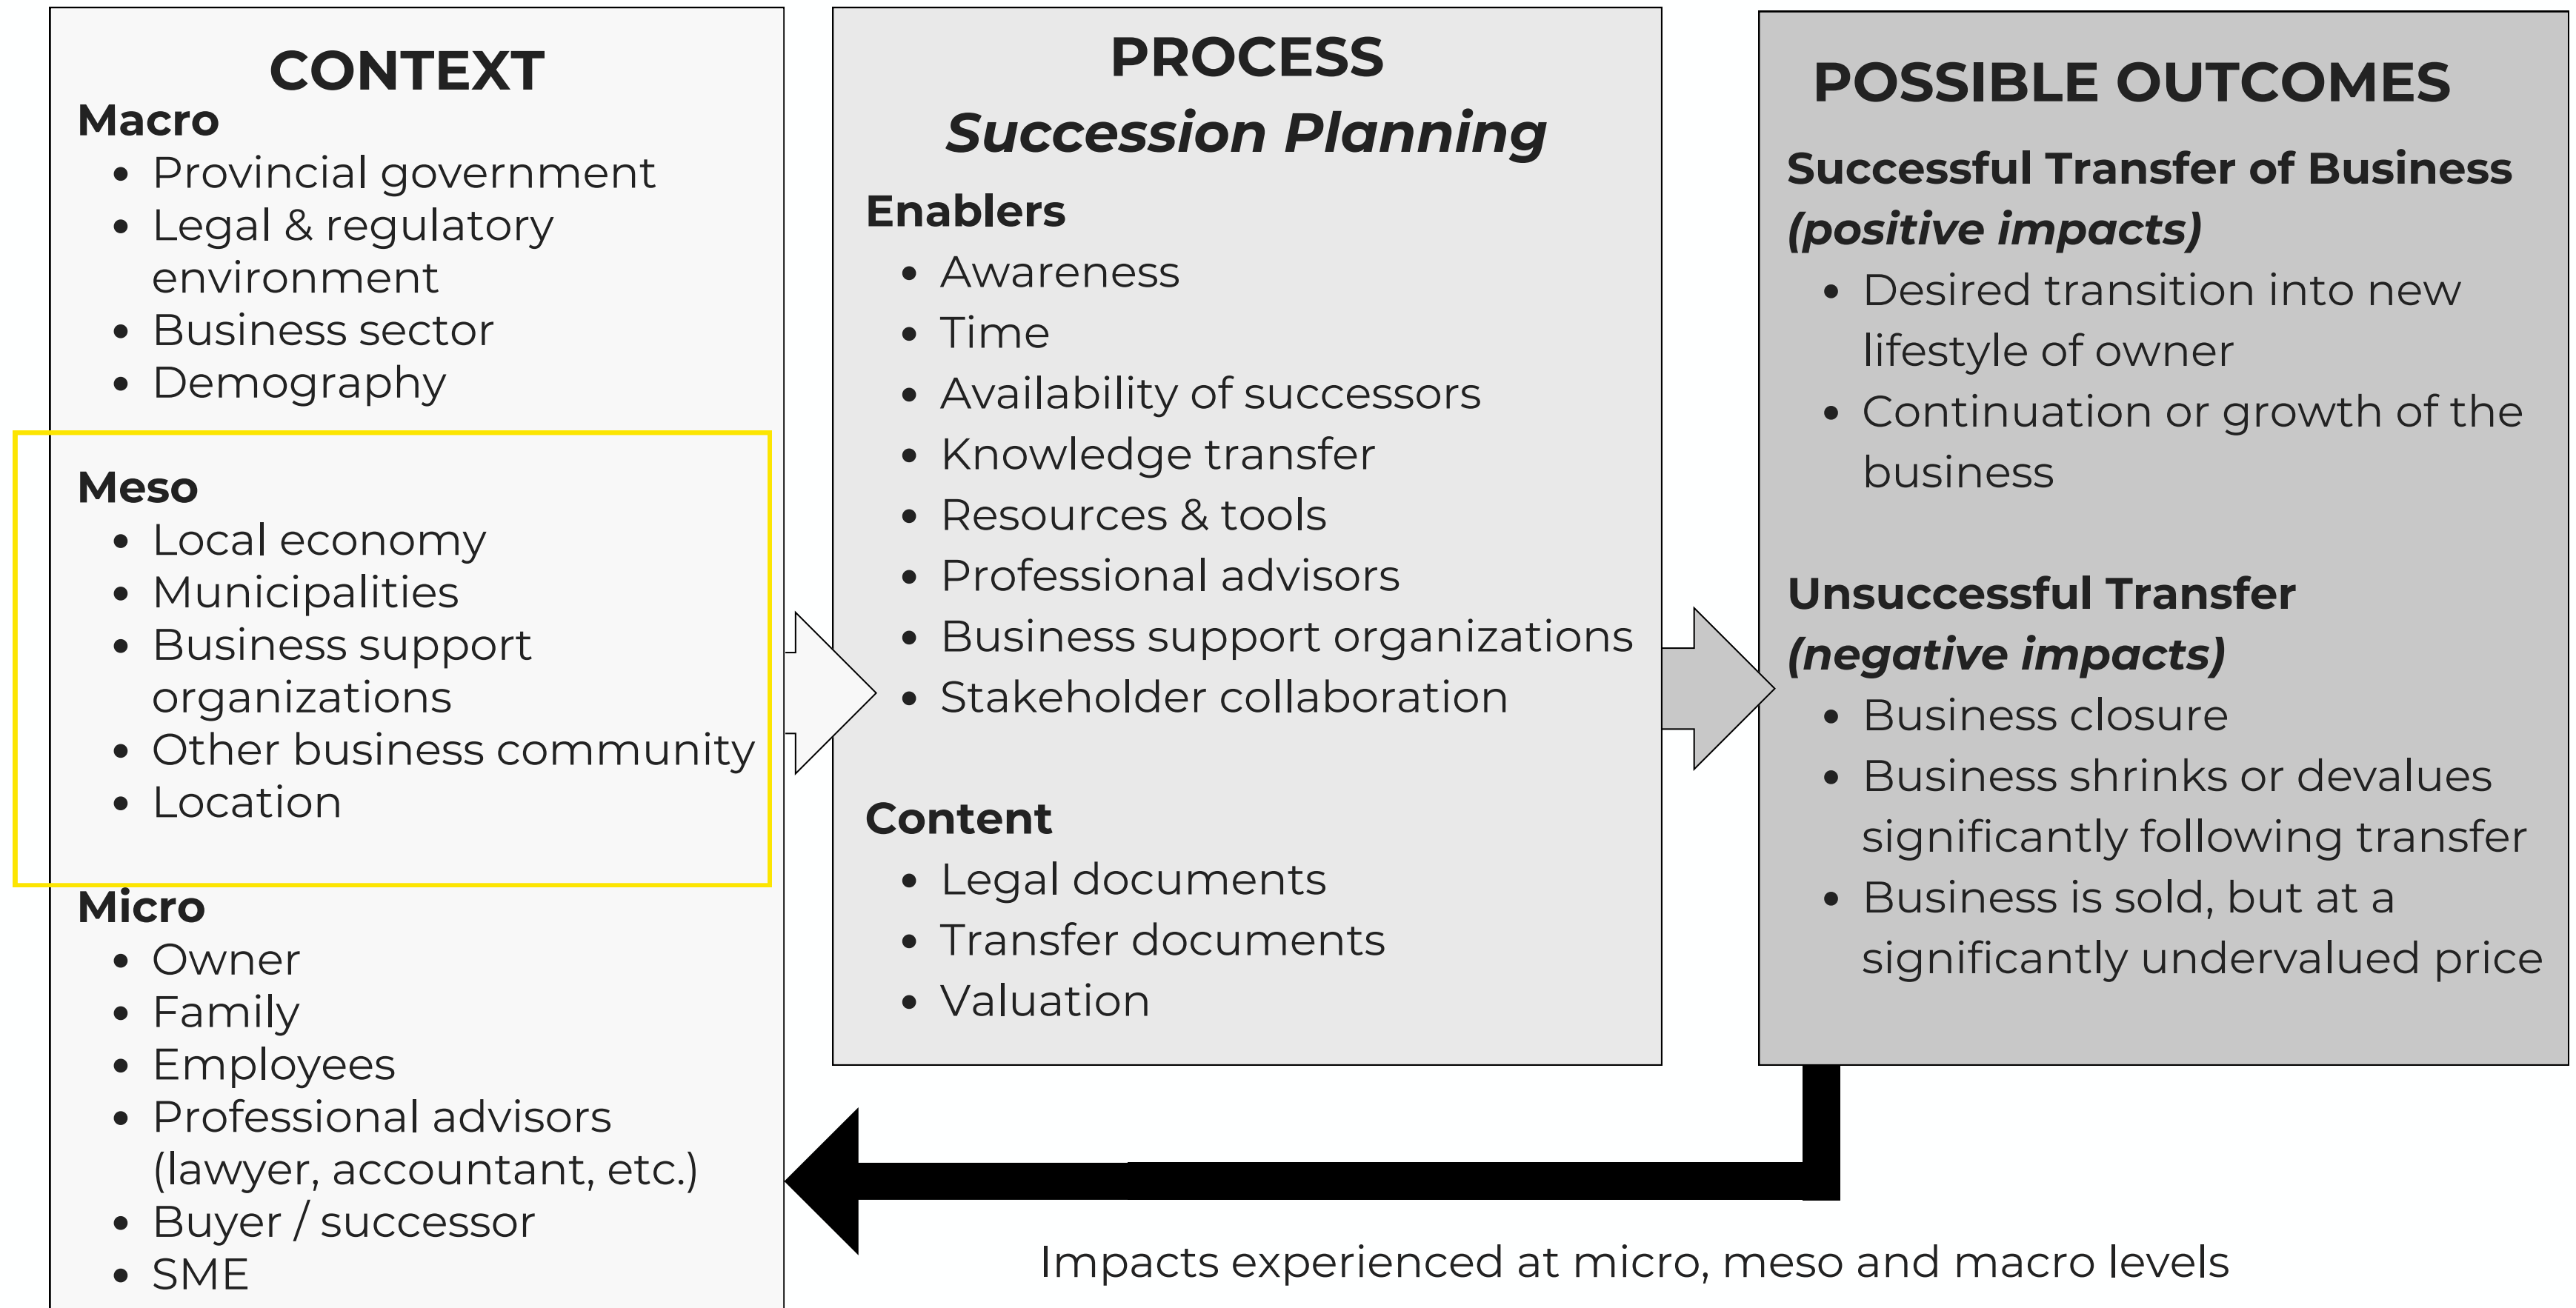 CONTEXT
Macro
• Provincial government
• Legal & regulatory
environment
• Business sector
• Demography
Meso
• Local economy
• Municipalities
• Business support
organizations
• Other business community
• Location
Micro
• Owner
• Family
• Employees
• Professional advisors
(lawyer, accountant, etc.)
• Buyer / successor
• SME
PROCESS
Succession Planning
Enablers
• Awareness
• Time
• Availability of successors
• Knowledge transfer
• Resources & tools
• Professional advisors
• Business support organizations
• Stakeholder collaboration
Content
• Legal documents
• Transfer documents
• Valuation
POSSIBLE OUTCOMES
Successful Transfer of Business
(positive impacts)
• Desired transition into new
lifestyle of owner
• Continuation or growth of the
business
Unsuccessful Transfer
(negative impacts)
• Business closure
• Business shrinks or devalues
significantly following transfer
• Business is sold, but at a
significantly undervalued price
Impacts experienced at micro, meso and macro levels